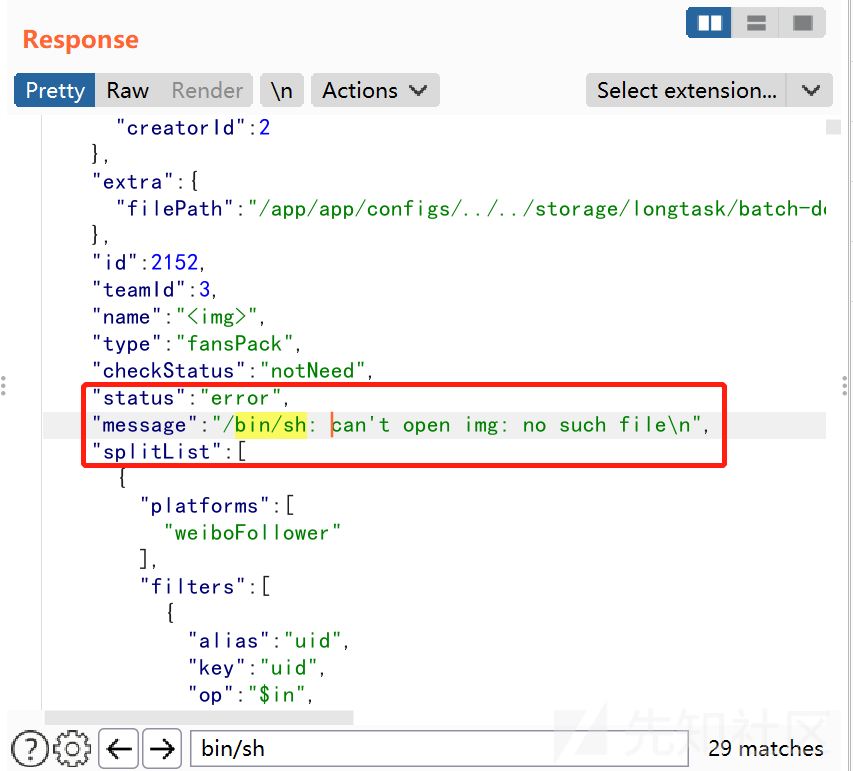 Response
Pretty Raw Render \n Actions Select extension...
"creatorId":2
},
"extra":{
"filePath":"/app/app/configs/../../storage/longtask/batch-de
},
"id":2152,
"teamId":3,
"name":"<img>",
"type":"fansPack",
"checkStatus":"notNeed",
"status":"error",
"message":"/bin/sh: can't open img: no such file\n",
"splitList":[
{
"platforms":[
"weiboFollower"
],
"filters":[
{
"alias":"uid",
"key":"uid",
"op":"$in",
先知社区
? bin/sh 29 matches